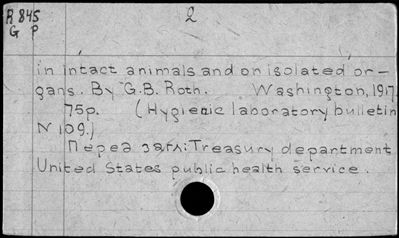 R 845 2
G P
in intact animals and on isolated or-
gans. By G.B. Roth. Washington, 1917
75p. (Hygienic laboratory bulletin
N 109.)
Перед загл: Treasury department
United States public health service.